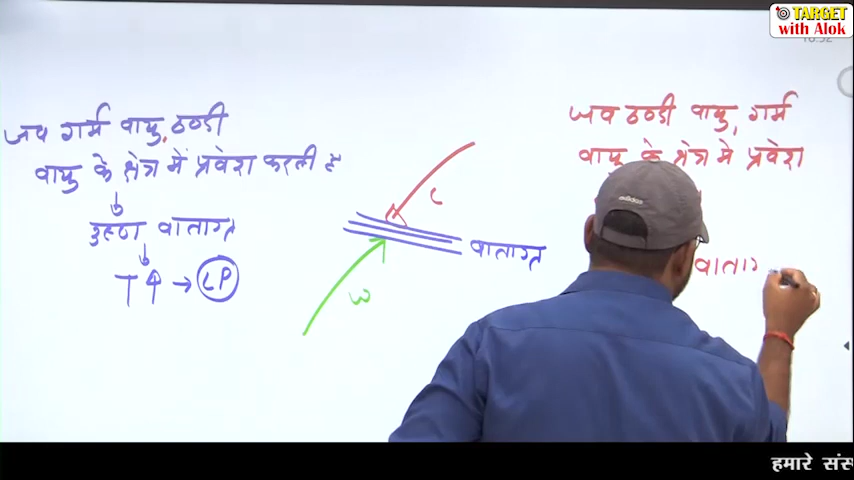 TARGET
with Alok
जब गर्म वायु, ठण्डी
वायु के क्षेत्र में प्रवेश करती है
↓
उष्ण वाताग्र
↓
T↑ → LP
C
W
वाताग्र
जब ठण्डी वायु, गर्म
वायु के क्षेत्र में प्रवेश
हमारे संस